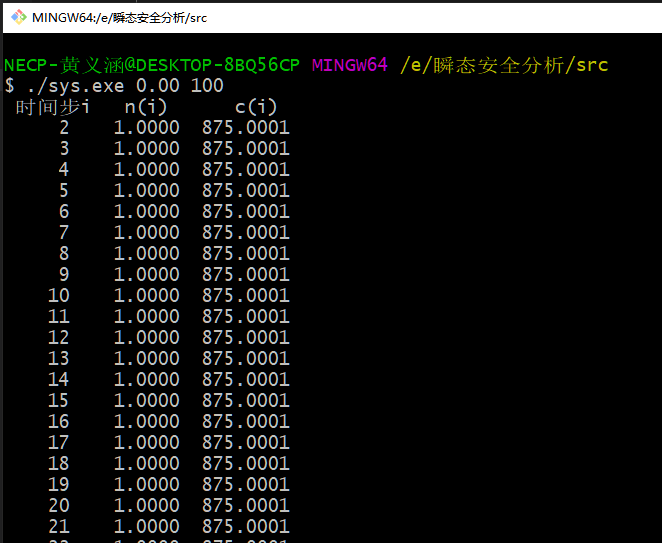 MINGW64:/e/瞬态安全分析/src
NECP-黄义涵@DESKTOP-8BQ56CP MINGW64 /e/瞬态安全分析/src
$ ./sys.exe 0.00 100
时间步i n(i) c(i)
2 1.0000 875.0001
3 1.0000 875.0001
4 1.0000 875.0001
5 1.0000 875.0001
6 1.0000 875.0001
7 1.0000 875.0001
8 1.0000 875.0001
9 1.0000 875.0001
10 1.0000 875.0001
11 1.0000 875.0001
12 1.0000 875.0001
13 1.0000 875.0001
14 1.0000 875.0001
15 1.0000 875.0001
16 1.0000 875.0001
17 1.0000 875.0001
18 1.0000 875.0001
19 1.0000 875.0001
20 1.0000 875.0001
21 1.0000 875.0001